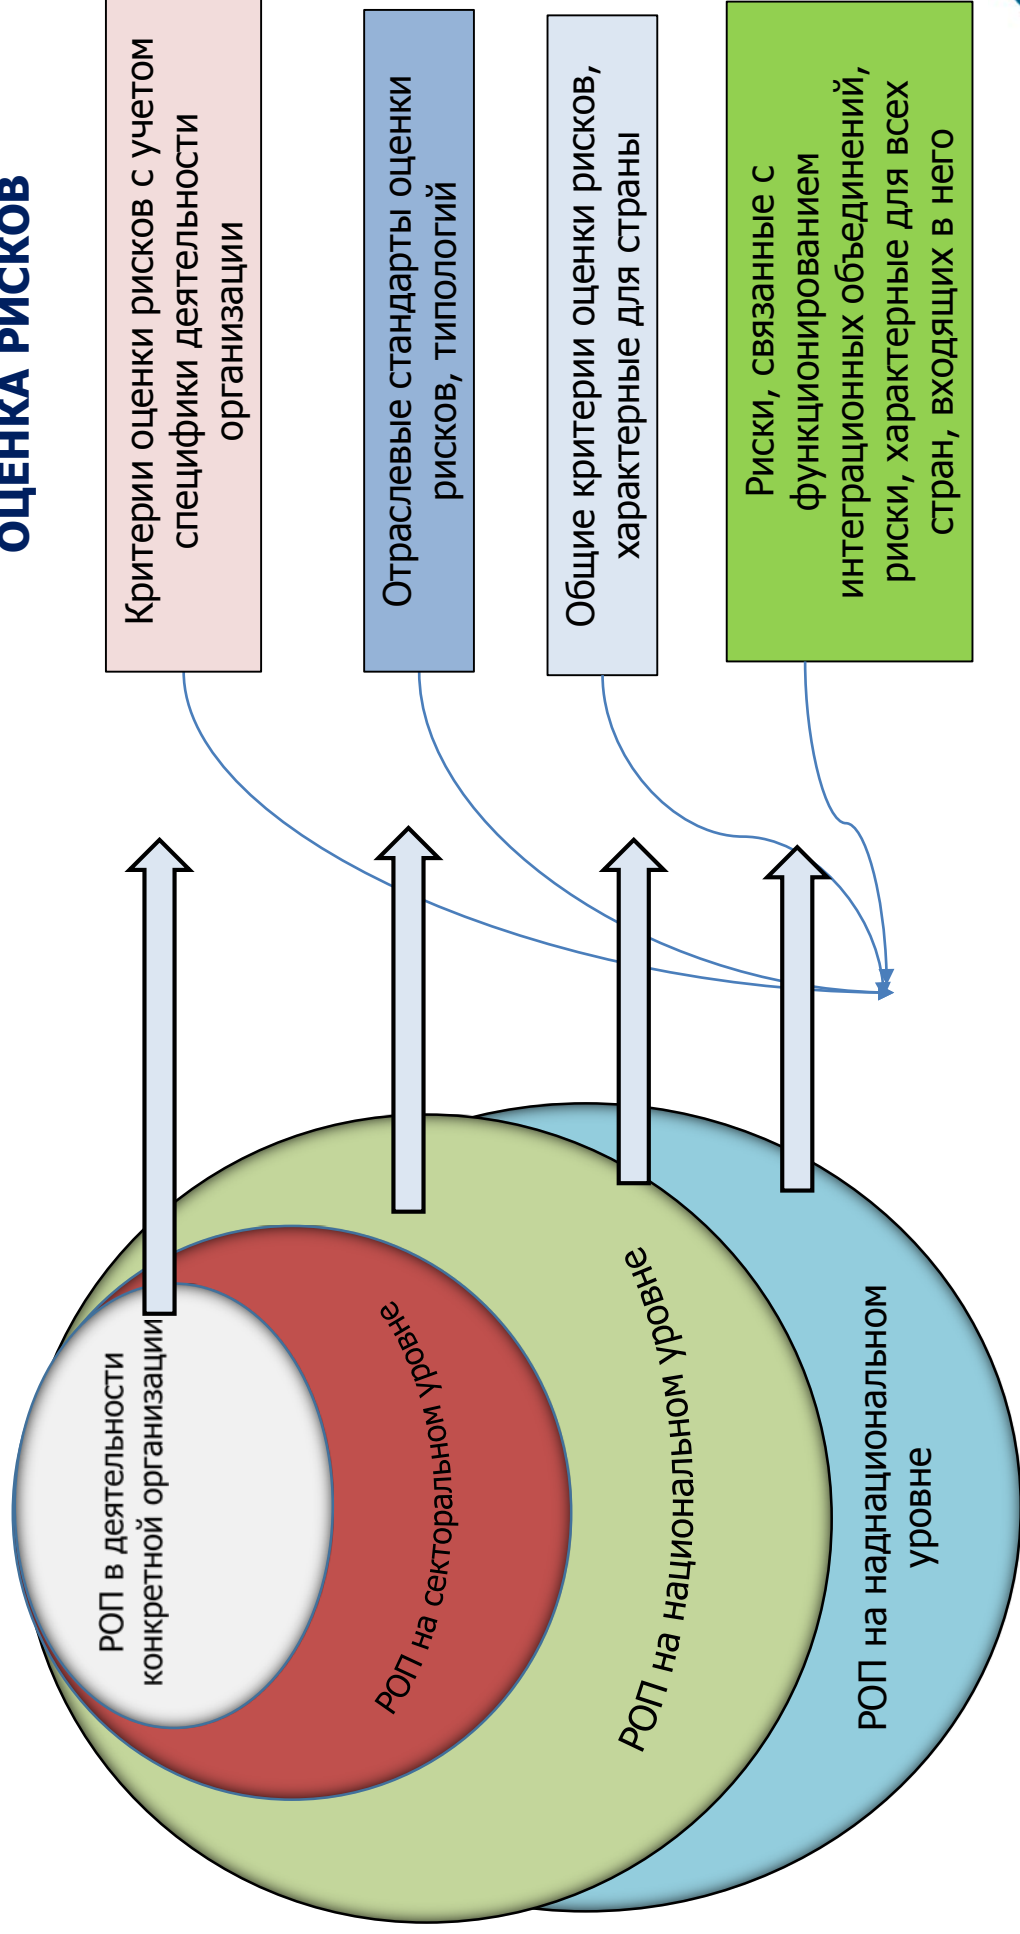 ОЦЕНКА РИСКОВ
РОП в деятельности
конкретной организации
РОП на секторальном уровне
РОП на национальном уровне
РОП на наднациональном
уровне
Критерии оценки рисков с учетом
специфики деятельности
организации
Отраслевые стандарты оценки
рисков, типологий
Общие критерии оценки рисков,
характерные для страны
Риски, связанные с
функционированием
интеграционных объединений,
риски, характерные для всех
стран, входящих в него